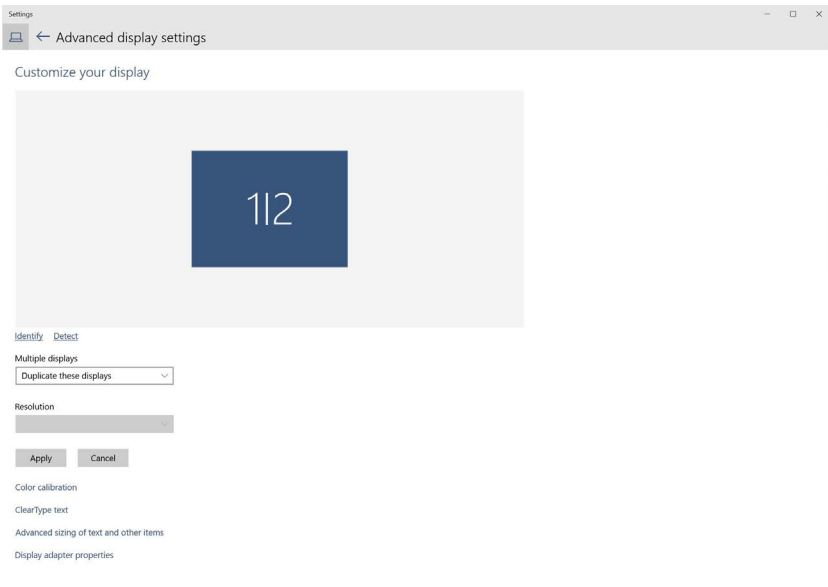 Settings
Advanced display settings
Customize your display
1|2
Identify Detect
Multiple displays
Duplicate these displays
Resolution
Apply Cancel
Color calibration
ClearType text
Advanced sizing of text and other items
Display adapter properties